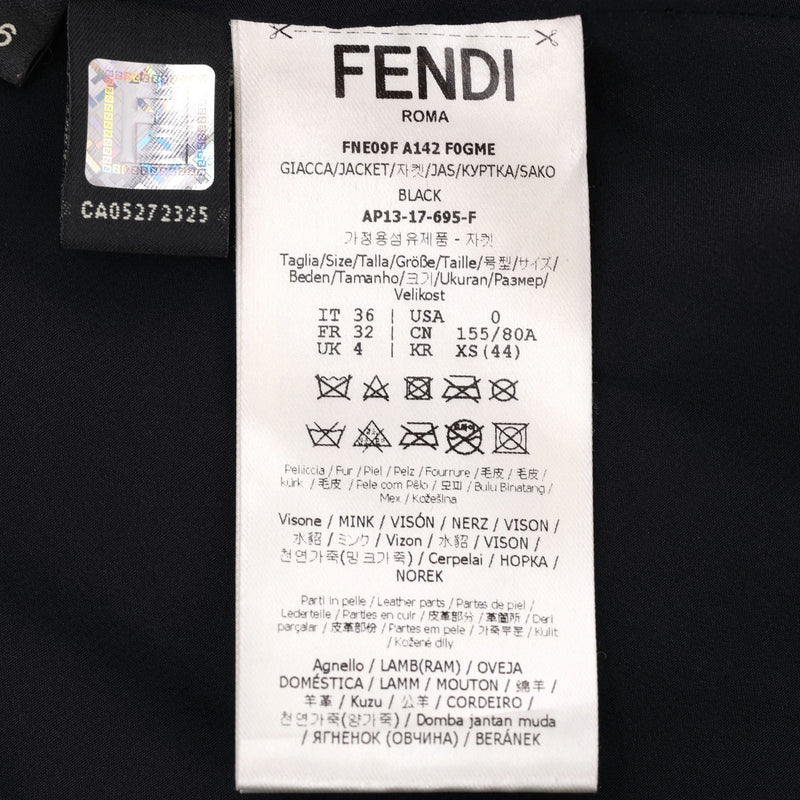 6
CA05272325
FENDI
ROMA
FNE09F A142 F0GME
GIACCA/JACKET/자켓/JAS/КУРТКА/SAKO
BLACK
AP13-17-695-F
가정용섬유제품 - 자켓
Taglia/Size/Talla/Größe/Taille/号型/サイズ/
Beden/Tamanho/크기/Ukuran/Размер/
Velikost
IT 36 | USA 0
FR 32 | CN 155/80A
UK 4 | KR XS(44)
Pelliccia / Fur / Piel / Pelz / Fourrure / 毛皮 / 毛皮 /
kürk / 毛皮 / Pele com Pêlo / 모피 / Bulu Binatang /
Mex / Kožešina
Visone / MINK / VISÓN / NERZ / VISON /
水貂 / ミンク / Vizon / 水貂 / VISON /
천연가죽(밍크가죽) / Cerpelai / НОРКА /
NOREK
Parti in pelle / Leather parts / Partes de piel /
Lederteile / Parties en cuir / 皮革部分 / 革箇所 / Deri
parçalar / 皮革部份 / Partes em pele / 가죽부분 / Kulit
/ Kožené díly
Agnello / LAMB(RAM) / OVEJA
DOMÉSTICA / LAMM / MOUTON / 绵羊 /
羊革 / Kuzu / 公羊 / CORDEIRO /
천연가죽(양가죽) / Domba jantan muda
/ ЯГНЕНОК (ОВЧИНА) / BERÁNEK